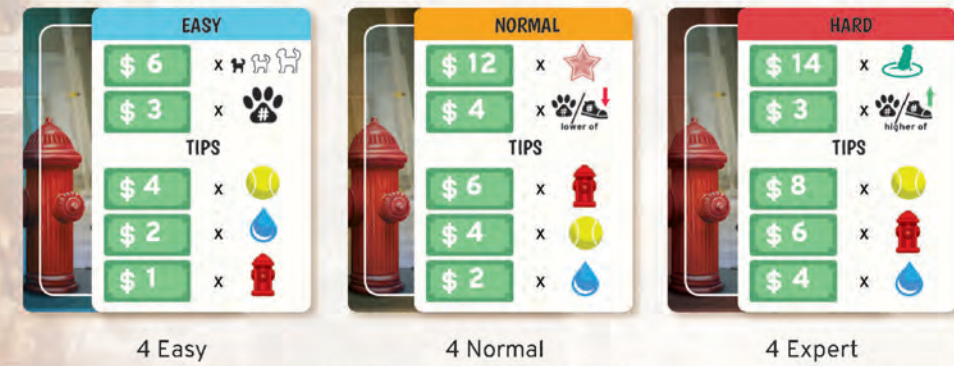 EASY
$ 6 x
$ 3 x #
TIPS
$ 4 x
$ 2 x
$ 1 x
4 Easy
NORMAL
$ 12 x
$ 4 x # / lower of
TIPS
$ 6 x
$ 4 x
$ 2 x
4 Normal
HARD
$ 14 x
$ 3 x # / higher of
TIPS
$ 8 x
$ 6 x
$ 4 x
4 Expert